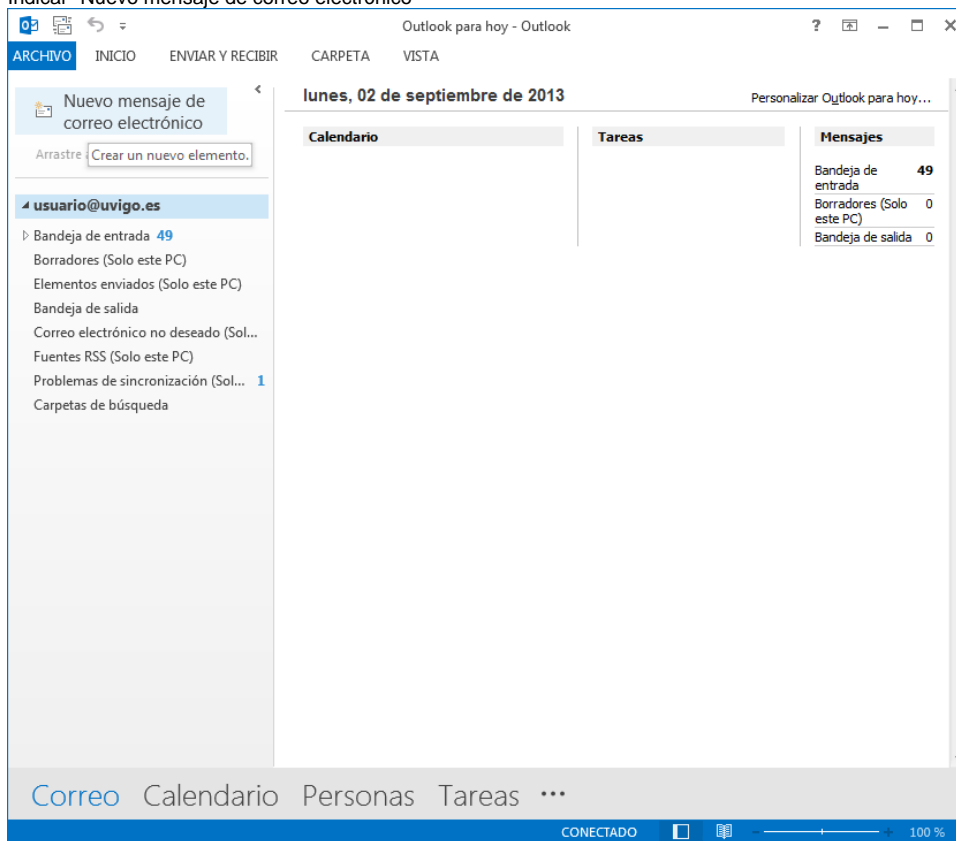 Indicar "Nuevo mensaje de correo electrónico"
Outlook para hoy - Outlook
ARCHIVO INICIO ENVIAR Y RECIBIR CARPETA VISTA
Nuevo mensaje de
correo electrónico
Arrastre
Crear un nuevo elemento.
usuario@uvigo.es
Bandeja de entrada 49
Borradores (Solo este PC)
Elementos enviados (Solo este PC)
Bandeja de salida
Correo electrónico no deseado (Sol...
Fuentes RSS (Solo este PC)
Problemas de sincronización (Sol... 1
Carpetas de búsqueda
lunes, 02 de septiembre de 2013
Personalizar Outlook para hoy...
Calendario
Tareas
Mensajes
Bandeja de 49
entrada
Borradores (Solo 0
este PC)
Bandeja de salida 0
Correo Calendario Personas Tareas ···
CONECTADO 100 %